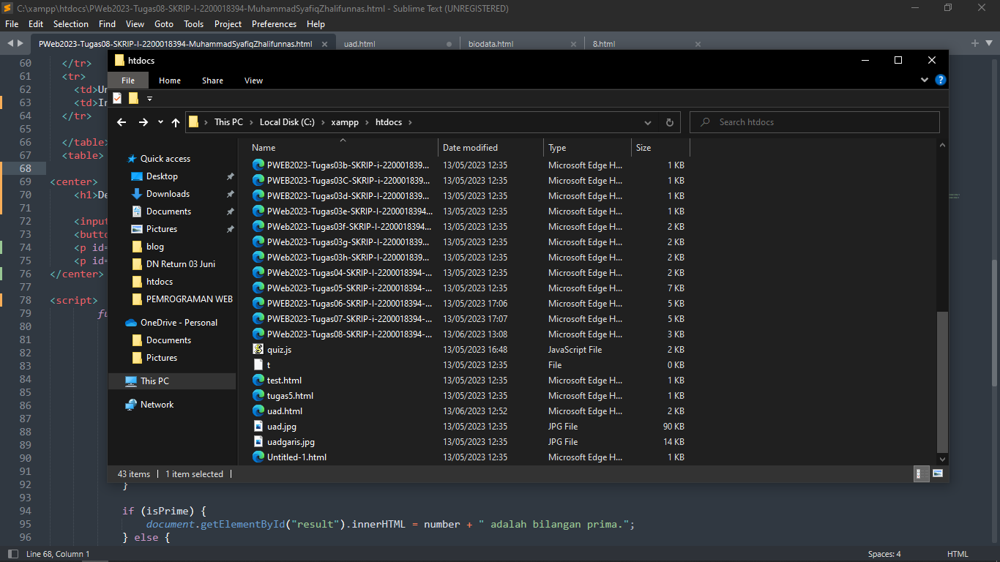 C:\xampp\htdocs\PWeb2023-Tugas08-SKRIP-I-2200018394-MuhammadSyafiqZhalifunnas.html - Sublime Text (UNREGISTERED)
File Edit Selection Find View Goto Tools Project Preferences Help
PWeb2023-Tugas08-SKRIP-I-2200018394-MuhammadSyafiqZhalifunnas.html uad.html biodata.html 8.html
60 </tr>
61 <tr>
62 <td>Un
63 <td>In
64 </tr>
65
66 </table>
67 <table>
68
69 <center>
70 <h1>De
71
72 <input
73 <butto
74 <p id=
75 <p id=
76 </center>
77
78 <script>
79 fu
80
81
82
83
84
85
86
87
88
89
90
91
92 }
93
94 if (isPrime) {
95 document.getElementById("result").innerHTML = number + " adalah bilangan prima.";
96 } else {
Line 68, Column 1 Spaces: 4 HTML
htdocs
File Home Share View
This PC Local Disk (C:) xampp htdocs Search htdocs
Quick access
Desktop
Downloads
Documents
Pictures
blog
DN Return 03 Juni
htdocs
PEMROGRAMAN WEB
OneDrive - Personal
Documents
Pictures
This PC
Network
Name Date modified Type Size
PWEB2023-Tugas03b-SKRIP-i-220001839... 13/05/2023 12:35 Microsoft Edge H... 1 KB
PWEB2023-Tugas03C-SKRIP-i-220001839... 13/05/2023 12:35 Microsoft Edge H... 1 KB
PWEB2023-Tugas03d-SKRIP-I-220001839... 13/05/2023 12:35 Microsoft Edge H... 1 KB
PWeb2023-Tugas03e-SKRIP-I-2200018394... 13/05/2023 12:35 Microsoft Edge H... 1 KB
PWeb2023-Tugas03f-SKRIP-I-2200018394... 13/05/2023 12:35 Microsoft Edge H... 2 KB
PWeb2023-Tugas03g-SKRIP-I-220001839... 13/05/2023 12:35 Microsoft Edge H... 2 KB
PWeb2023-Tugas03h-SKRIP-I-220001839... 13/05/2023 12:35 Microsoft Edge H... 2 KB
PWeb2023-Tugas04-SKRIP-I-2200018394-... 13/05/2023 12:35 Microsoft Edge H... 2 KB
PWeb2023-Tugas05-SKRIP-i-2200018394-... 13/05/2023 12:35 Microsoft Edge H... 7 KB
PWEB2023-Tugas06-SKRIP-I-2200018394-... 13/05/2023 17:06 Microsoft Edge H... 5 KB
PWEB2023-Tugas07-SKRIP-i-2200018394-... 13/05/2023 17:07 Microsoft Edge H... 5 KB
PWeb2023-Tugas08-SKRIP-I-2200018394-... 13/06/2023 13:08 Microsoft Edge H... 3 KB
quiz.js 13/05/2023 16:48 JavaScript File 2 KB
t 13/05/2023 12:35 File 0 KB
test.html 13/05/2023 12:35 Microsoft Edge H... 1 KB
tugas5.html 13/05/2023 12:35 Microsoft Edge H... 1 KB
uad.html 13/06/2023 12:52 Microsoft Edge H... 2 KB
uad.jpg 13/05/2023 12:35 JPG File 90 KB
uadgaris.jpg 13/05/2023 12:35 JPG File 14 KB
Untitled-1.html 13/05/2023 12:35 Microsoft Edge H... 1 KB
43 items 1 item selected